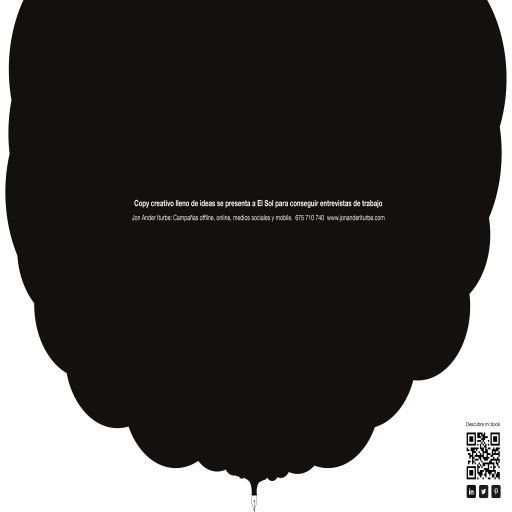 Copy creativo lleno de ideas se presenta a El Sol para conseguir entrevistas de trabajo
Jon Ander Iturbe: Campañas offline, online, medios sociales y mobile. 675 710 740 www.jonanderiturbe.com
Descubre mi book